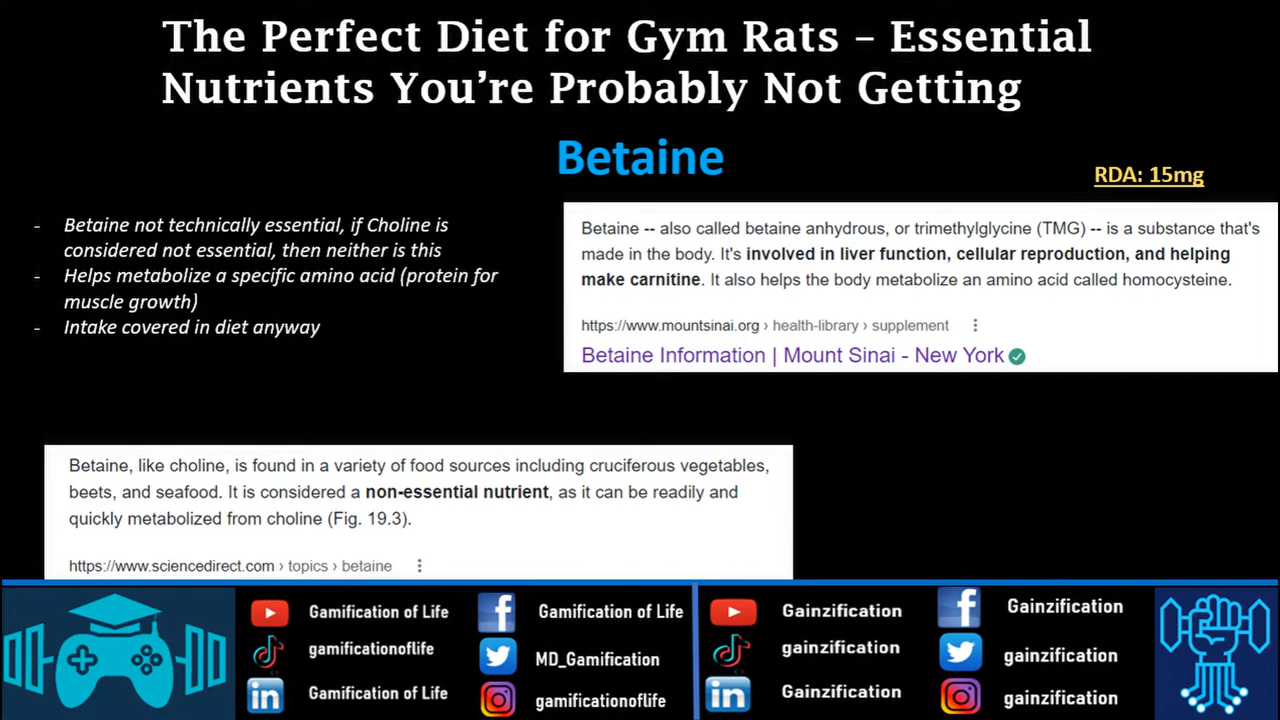 The Perfect Diet for Gym Rats – Essential
Nutrients You're Probably Not Getting
Betaine
RDA: 15mg
- Betaine not technically essential, if Choline is
considered not essential, then neither is this
- Helps metabolize a specific amino acid (protein for
muscle growth)
- Intake covered in diet anyway
Betaine -- also called betaine anhydrous, or trimethylglycine (TMG) -- is a substance that's
made in the body. It's involved in liver function, cellular reproduction, and helping
make carnitine. It also helps the body metabolize an amino acid called homocysteine.
https://www.mountsinai.org › health-library › supplement
Betaine Information | Mount Sinai - New York
Betaine, like choline, is found in a variety of food sources including cruciferous vegetables,
beets, and seafood. It is considered a non-essential nutrient, as it can be readily and
quickly metabolized from choline (Fig. 19.3).
https://www.sciencedirect.com › topics › betaine
Gamification of Life
gamificationoflife
Gamification of Life
Gamification of Life
MD_Gamification
gamificationoflife
Gainzification
gainzification
Gainzification
Gainzification
gainzification
gainzification